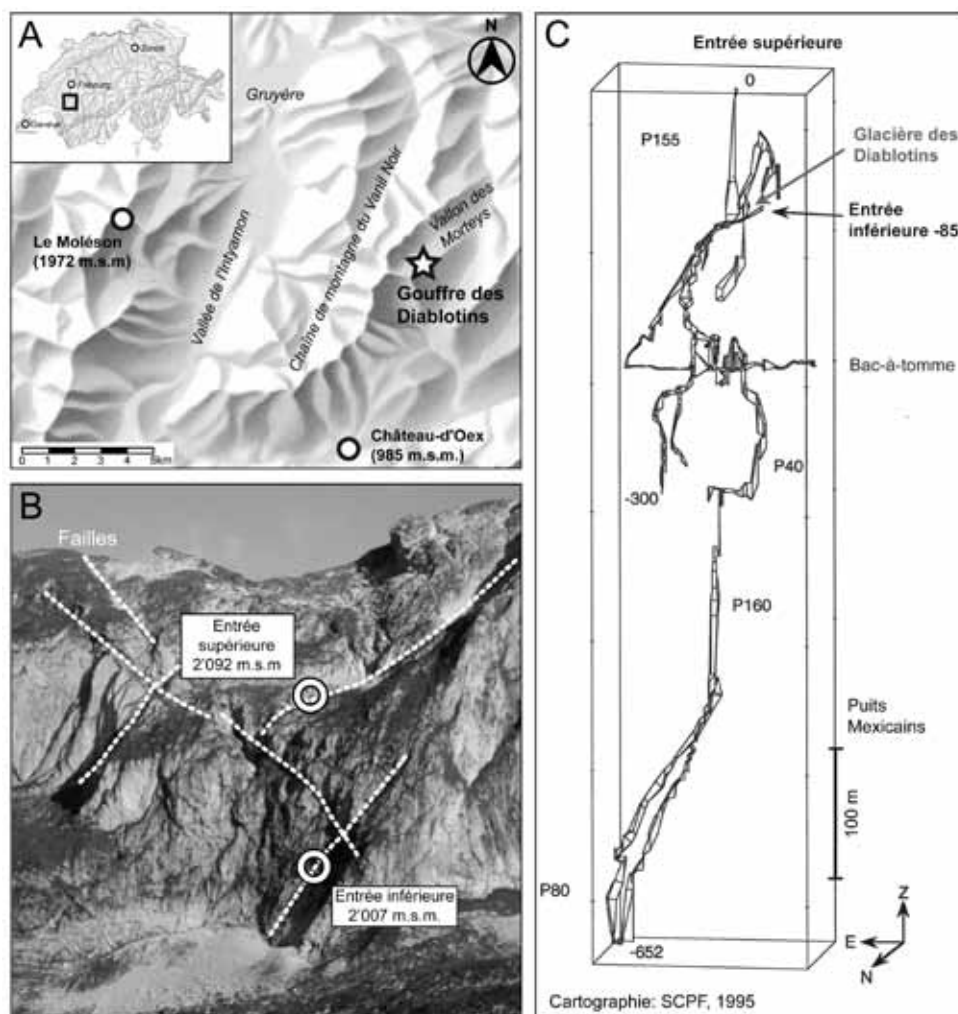 A
N
Zürich
Fribourg
Genève
Gruyère
Le Moléson
(1972 m.s.m)
Vallée de l'Intyamon
Chaîne de montagne du Vanil Noir
Vallon des
Morteys
Gouffre des
Diablotins
Château-d'Oex
(985 m.s.m.)
0 1 2 3 4 5km
B
Failles
Entrée
supérieure
2'092 m.s.m
Entrée inférieure
2'007 m.s.m.
C
Entrée supérieure
0
P155
Glacière des
Diablotins
Entrée
inférieure -85
Bac-à-tomme
P40
-300
P160
Puits
Mexicains
100 m
P80
-652
Z
E
N
Cartographie: SCPF, 1995